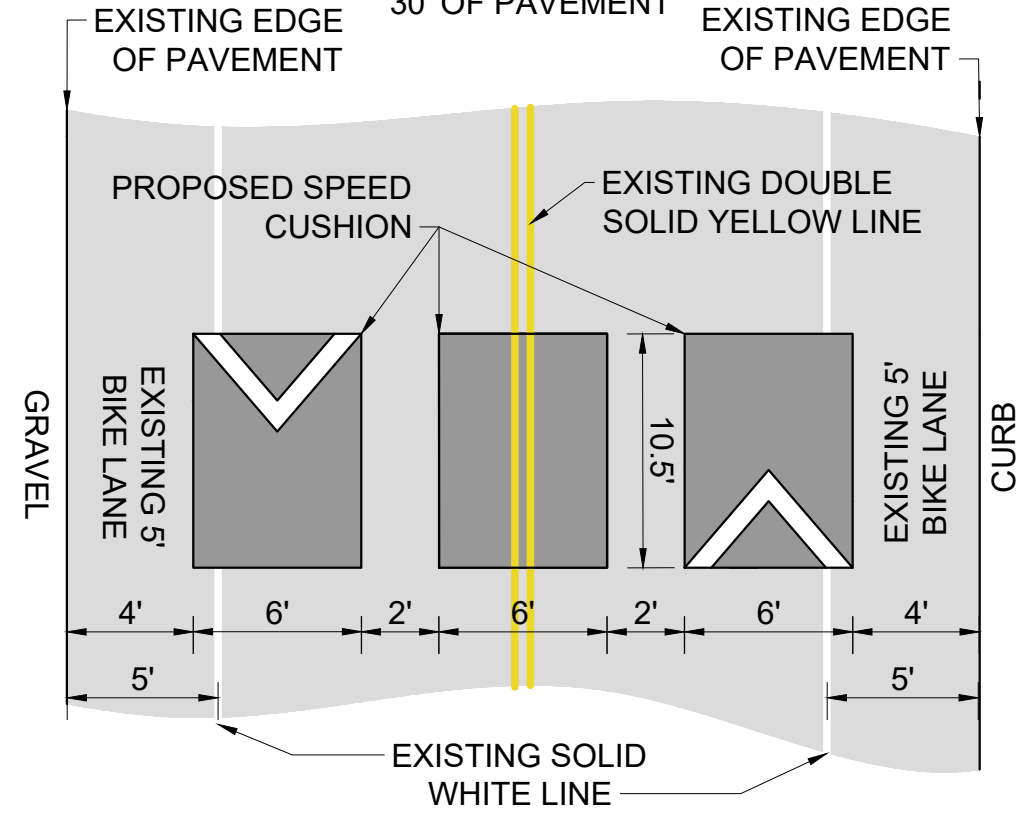 30' OF PAVEMENT
EXISTING EDGE
OF PAVEMENT
EXISTING EDGE
OF PAVEMENT
PROPOSED SPEED
CUSHION
EXISTING DOUBLE
SOLID YELLOW LINE
GRAVEL
EXISTING 5'
BIKE LANE
10.5'
EXISTING 5'
BIKE LANE
CURB
4'
6'
2'
6'
2'
6'
4'
5'
5'
EXISTING SOLID
WHITE LINE